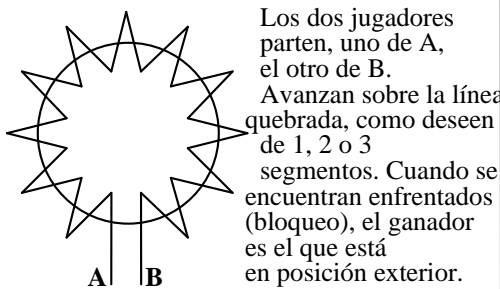 Los dos jugadores
parten, uno de A,
el otro de B.
Avanzan sobre la línea
quebrada, como deseen
de 1, 2 o 3
segmentos. Cuando se
encuentran enfrentados
(bloqueo), el ganador
es el que está
en posición exterior.
A B